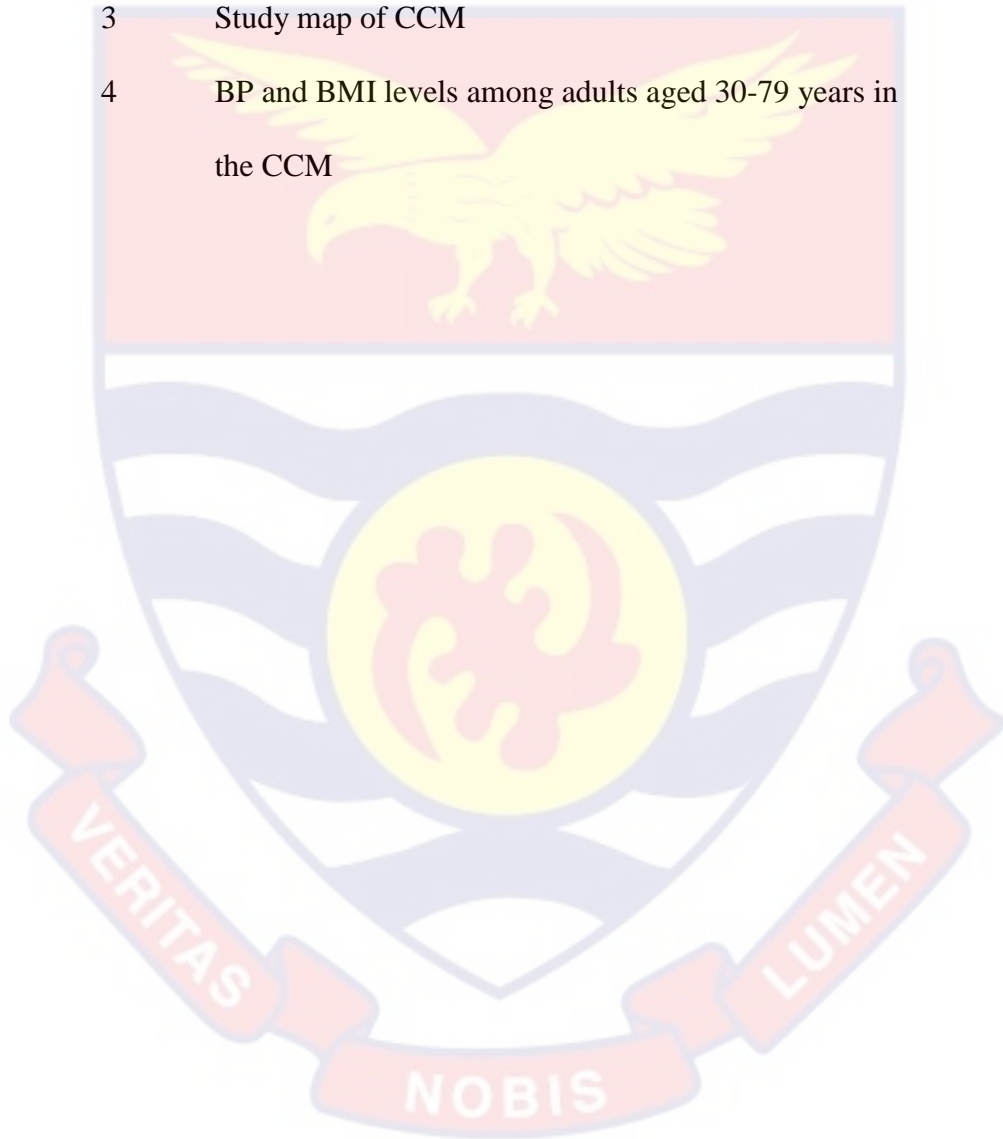 3 Study map of CCM
4 BP and BMI levels among adults aged 30-79 years in
the CCM
VERITAS
NOBIS
LUMEN